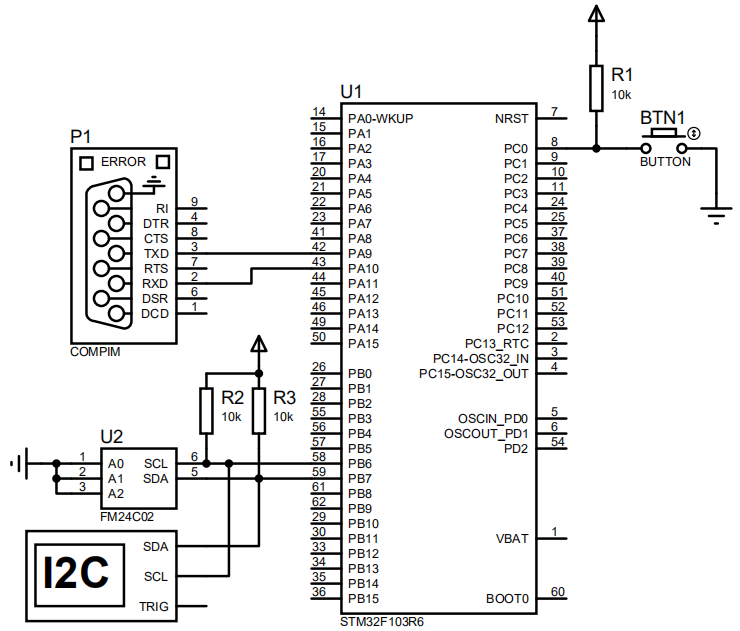 P1
ERROR
RI 9
DTR 4
CTS 8
TXD 3
RTS 7
RXD 2
DSR 6
DCD 1
COMPIM
U1
14 PA0-WKUP
15 PA1
16 PA2
17 PA3
20 PA4
21 PA5
22 PA6
23 PA7
41 PA8
42 PA9
43 PA10
44 PA11
45 PA12
46 PA13
49 PA14
50 PA15
26 PB0
27 PB1
28 PB2
55 PB3
56 PB4
57 PB5
58 PB6
59 PB7
61 PB8
62 PB9
29 PB10
30 PB11
33 PB12
34 PB13
35 PB14
36 PB15
NRST 7
PC0 8
PC1 9
PC2 10
PC3 11
PC4 24
PC5 25
PC6 37
PC7 38
PC8 39
PC9 40
PC10 51
PC11 52
PC12 53
PC13_RTC 2
PC14-OSC32_IN 3
PC15-OSC32_OUT 4
OSCIN_PD0 5
OSCOUT_PD1 6
PD2 54
VBAT 1
BOOT0 60
STM32F103R6
R1
10k
BTN1
BUTTON
R2
10k
R3
10k
U2
1 A0 SCL 6
2 A1 SDA 5
3 A2
FM24C02
I2C
SDA
SCL
TRIG